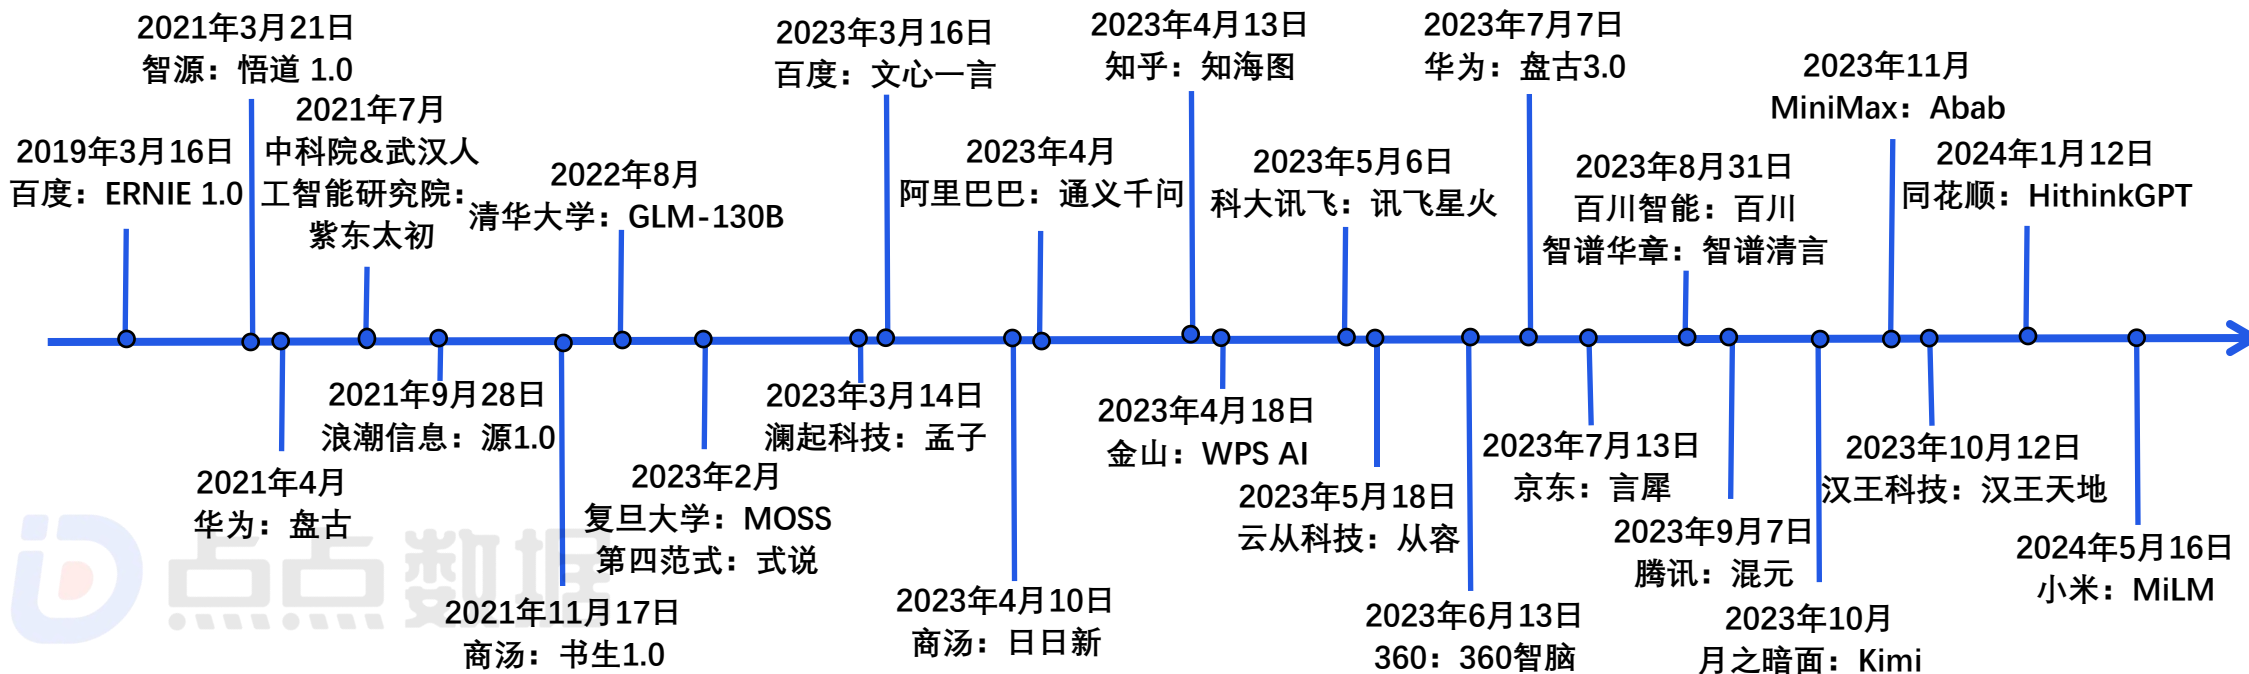 2019年3月16日
百度：ERNIE 1.0
2021年3月21日
智源：悟道 1.0
2021年4月
华为：盘古
2021年7月
中科院&武汉人
工智能研究院：
紫东太初
2021年9月28日
浪潮信息：源1.0
2021年11月17日
商汤：书生1.0
2022年8月
清华大学：GLM-130B
2023年2月
复旦大学：MOSS
第四范式：式说
2023年3月14日
澜起科技：孟子
2023年3月16日
百度：文心一言
2023年4月10日
商汤：日日新
2023年4月
阿里巴巴：通义千问
2023年4月13日
知乎：知海图
2023年4月18日
金山：WPS AI
2023年5月6日
科大讯飞：讯飞星火
2023年5月18日
云从科技：从容
2023年6月13日
360：360智脑
2023年7月7日
华为：盘古3.0
2023年7月13日
京东：言犀
2023年8月31日
百川智能：百川
智谱华章：智谱清言
2023年9月7日
腾讯：混元
2023年10月
月之暗面：Kimi
2023年11月
MiniMax：Abab
2023年10月12日
汉王科技：汉王天地
2024年1月12日
同花顺：HithinkGPT
2024年5月16日
小米：MiLM
点点数据